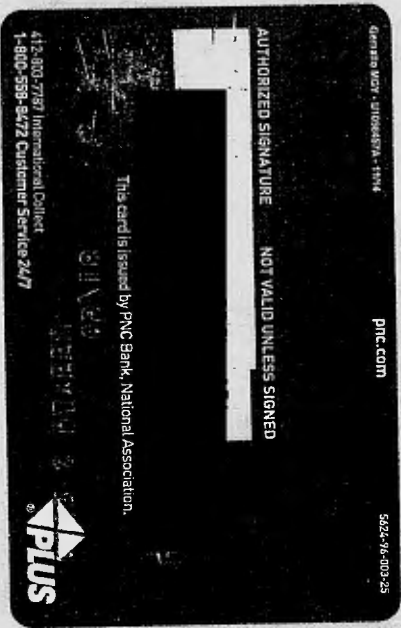 pnc.com
5624-96-003-25
AUTHORIZED SIGNATURE NOT VALID UNLESS SIGNED
This card is issued by PNC Bank, National Association.
412-803-7787 International Collect
1-800-558-8472 Customer Service 24/7
PLUS®